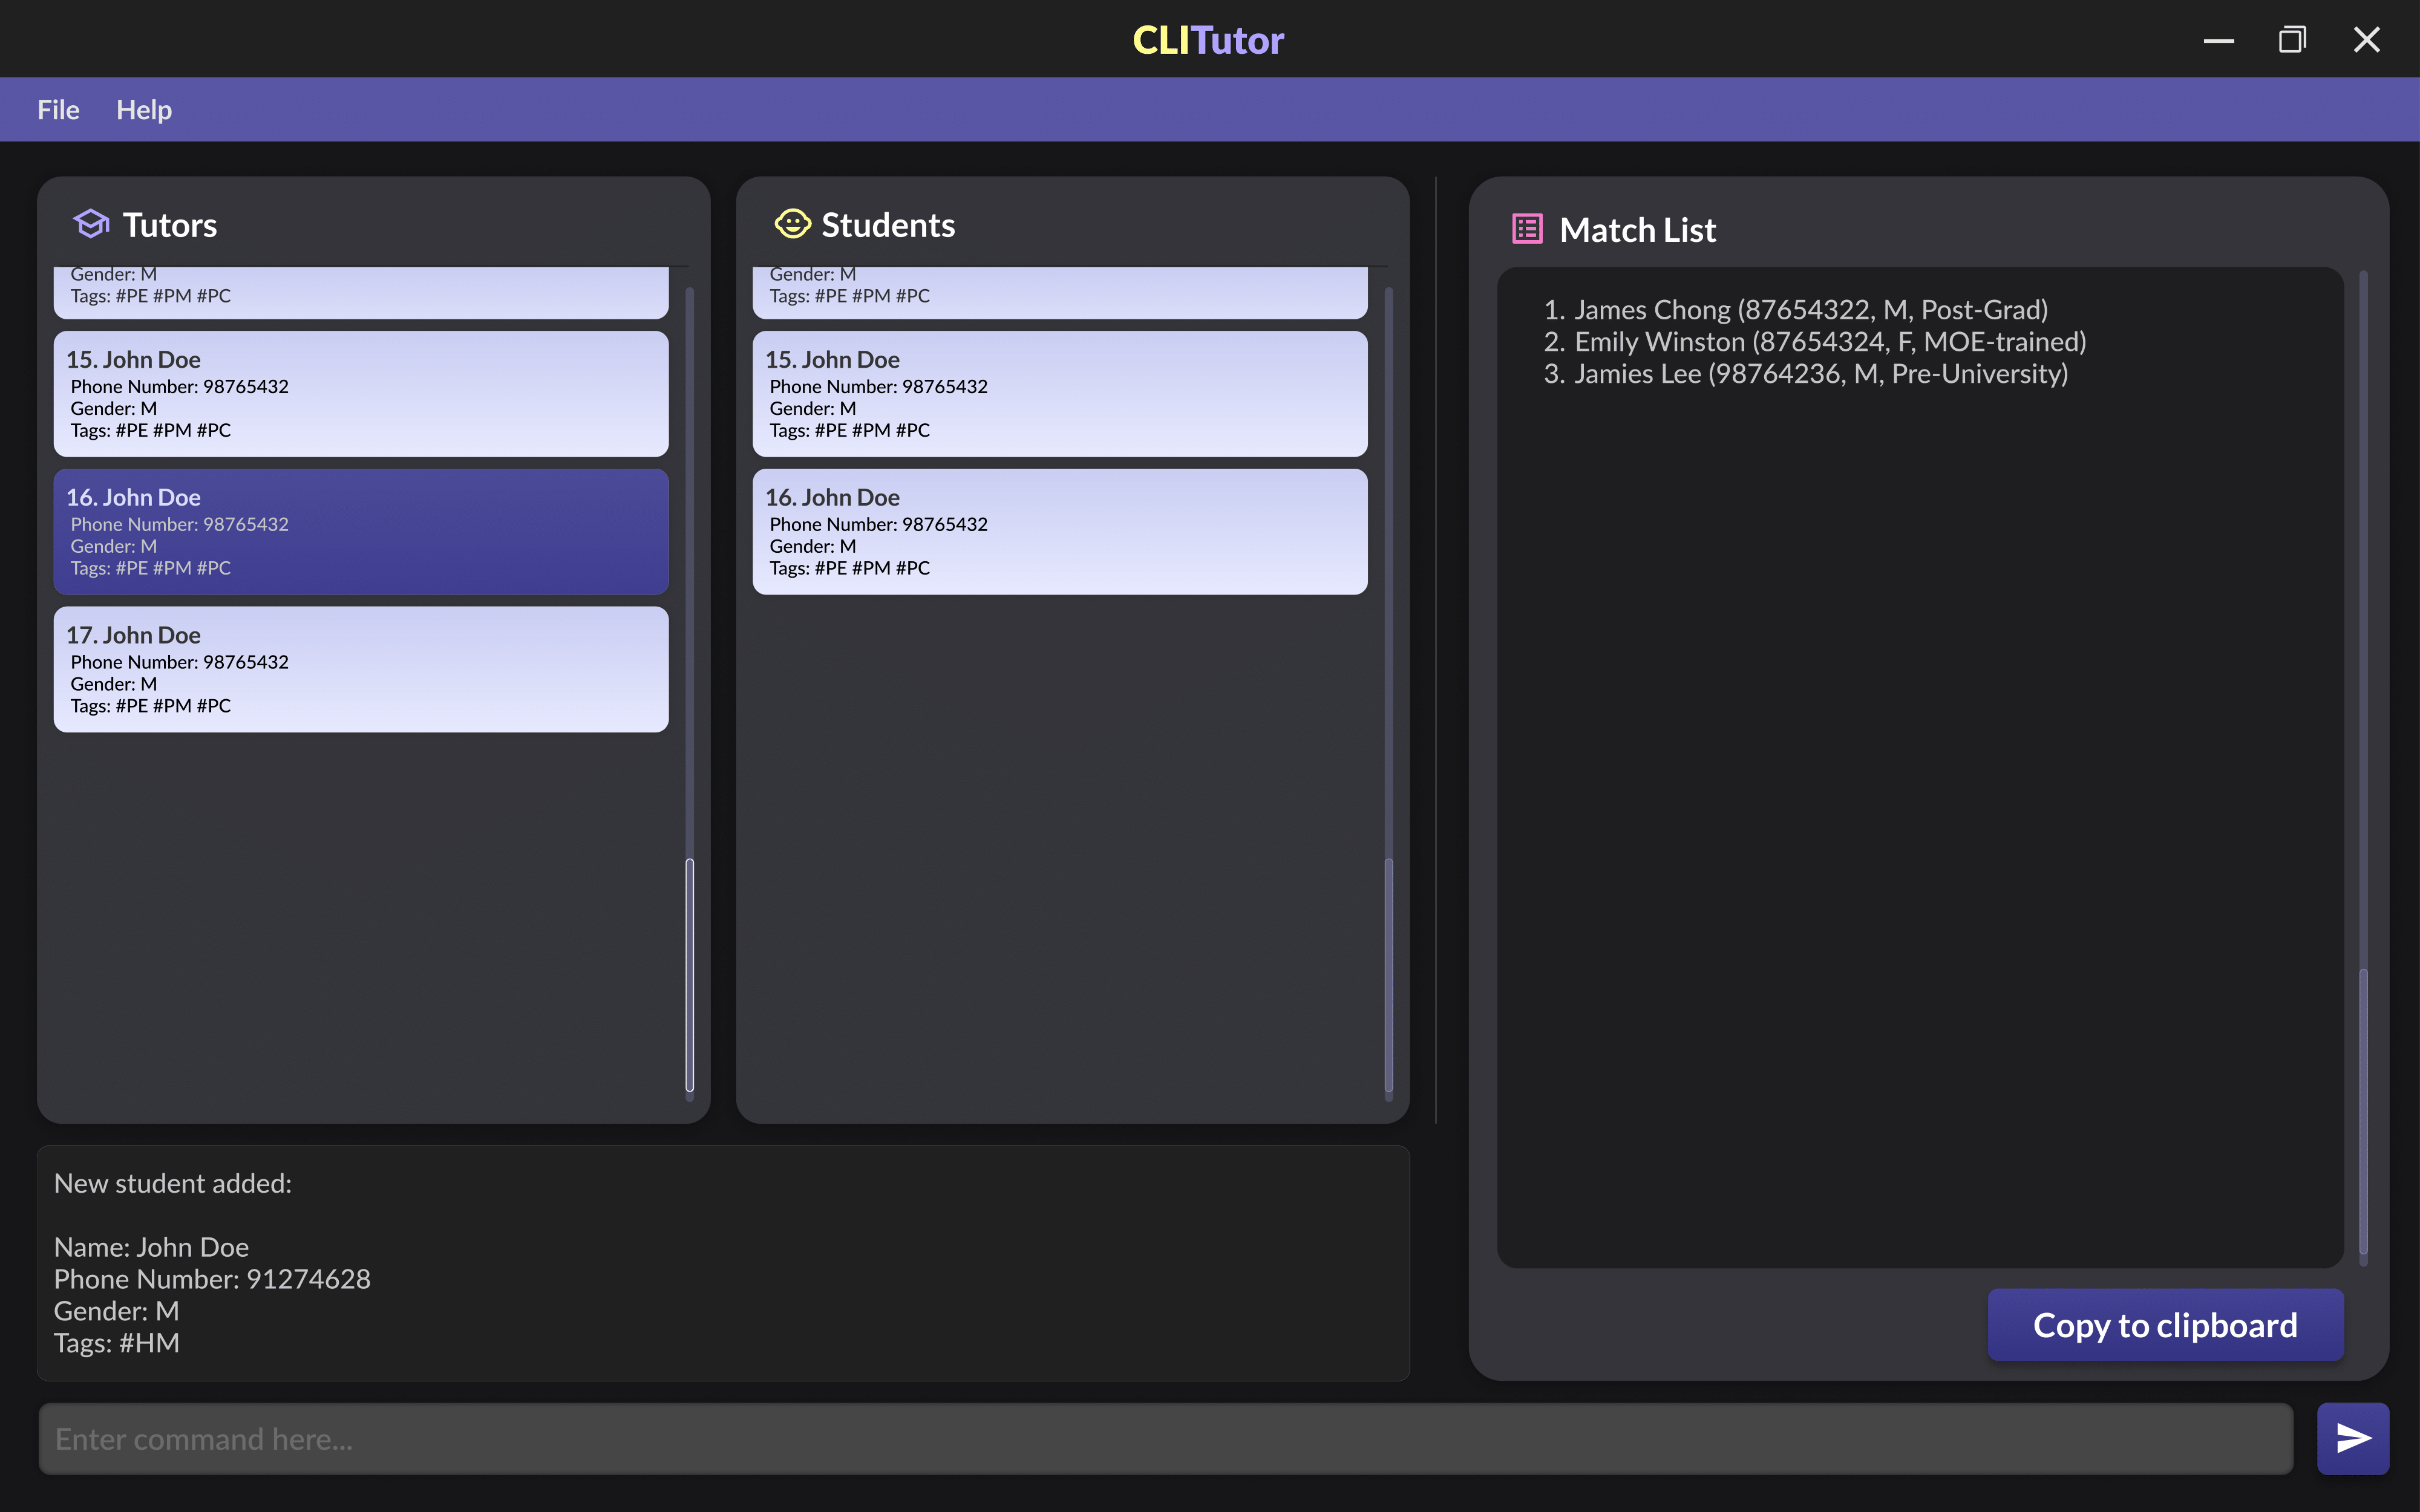 CLITutor
File Help
Tutors
Gender: M
Tags: #PE #PM #PC
15. John Doe
Phone Number: 98765432
Gender: M
Tags: #PE #PM #PC
16. John Doe
Phone Number: 98765432
Gender: M
Tags: #PE #PM #PC
17. John Doe
Phone Number: 98765432
Gender: M
Tags: #PE #PM #PC
Students
Gender: M
Tags: #PE #PM #PC
15. John Doe
Phone Number: 98765432
Gender: M
Tags: #PE #PM #PC
16. John Doe
Phone Number: 98765432
Gender: M
Tags: #PE #PM #PC
Match List
1. James Chong (87654322, M, Post-Grad)
2. Emily Winston (87654324, F, MOE-trained)
3. Jamies Lee (98764236, M, Pre-University)
Copy to clipboard
New student added:
Name: John Doe
Phone Number: 91274628
Gender: M
Tags: #HM
Enter command here...